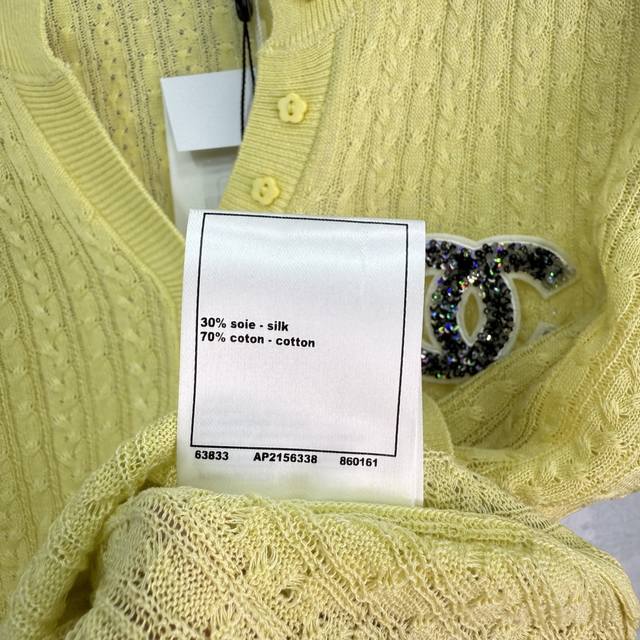 30% soie - silk
70% coton - cotton
63833 AP2156338 860161